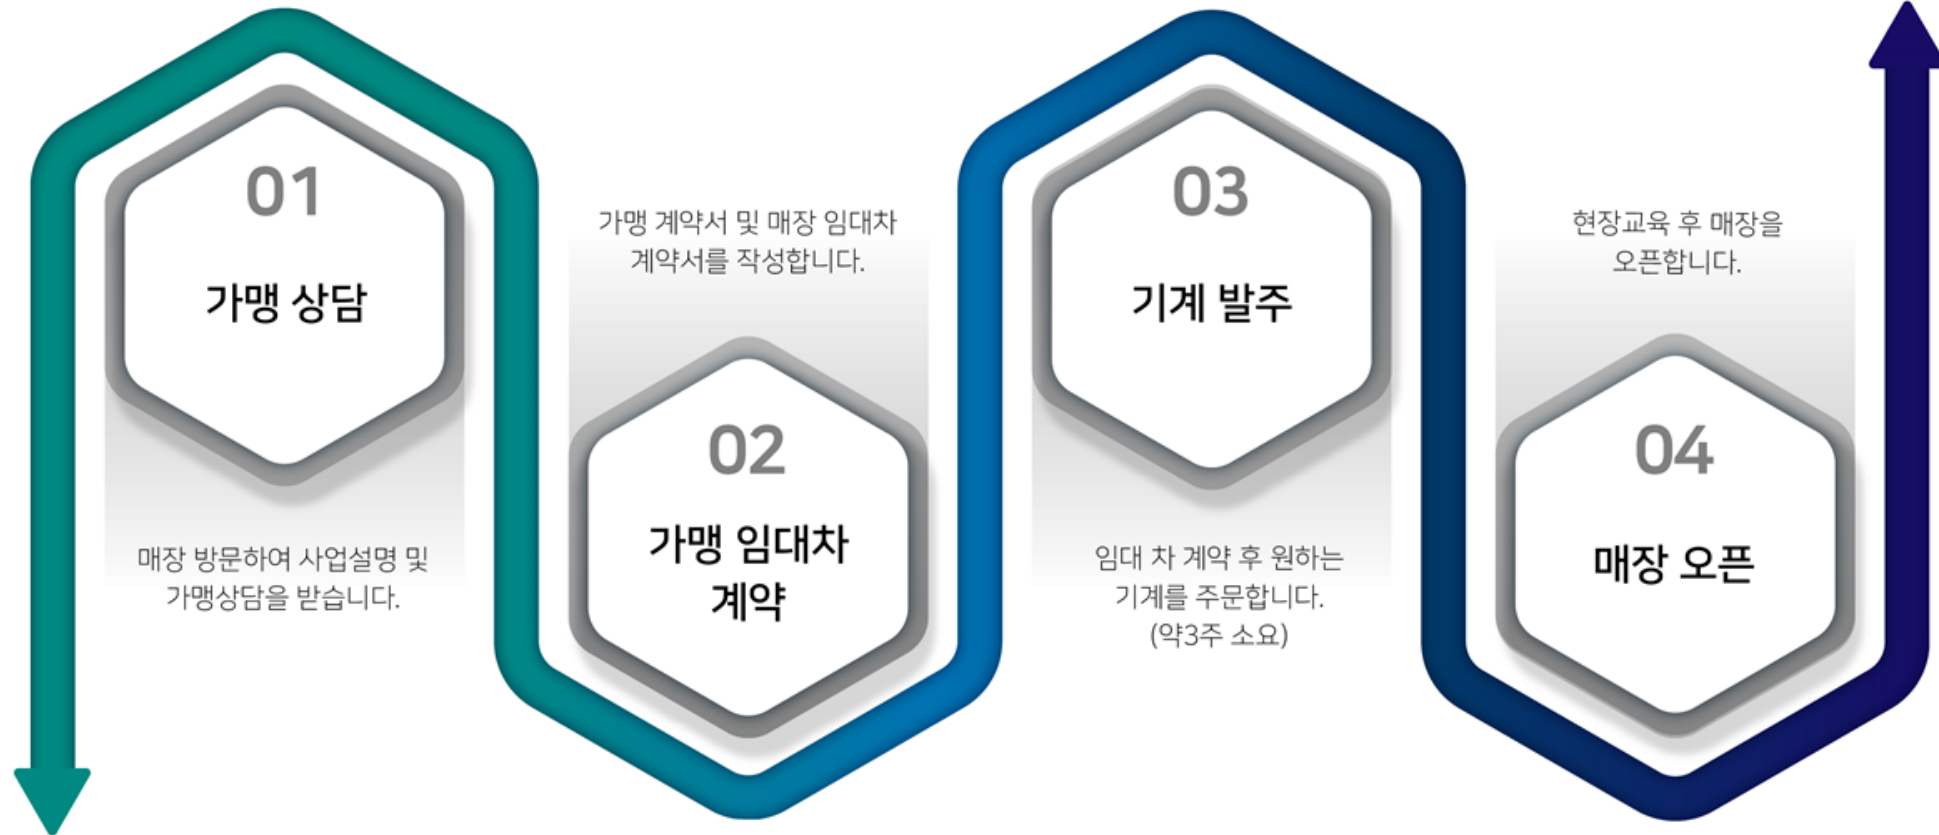 01
가맹 상담
매장 방문하여 사업설명 및
가맹상담을 받습니다.
가맹 계약서 및 매장 임대차
계약서를 작성합니다.
02
가맹 임대차
계약
03
기계 발주
임대 차 계약 후 원하는
기계를 주문합니다.
(약3주 소요)
현장교육 후 매장을
오픈합니다.
04
매장 오픈